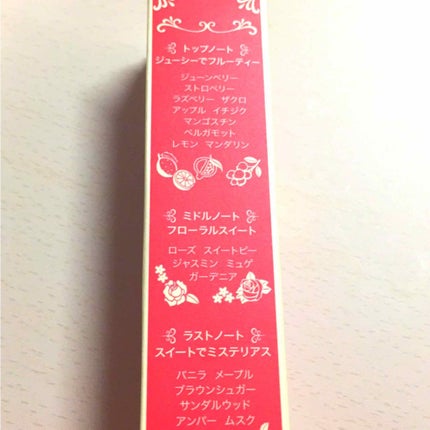 トップノート
ジューシーでフルーティー
ジューンベリー
ストロベリー
ラズベリー ザクロ
アップル イチジク
マンゴスチン
ベルガモット
レモン マンダリン
ミドルノート
フローラルスイート
ローズ スイートピー
ジャスミン ミュゲ
ガーデニア
ラストノート
スイートでミステリアス
バニラ メープル
ブラウンシュガー
サンダルウッド
アンバー ムスク